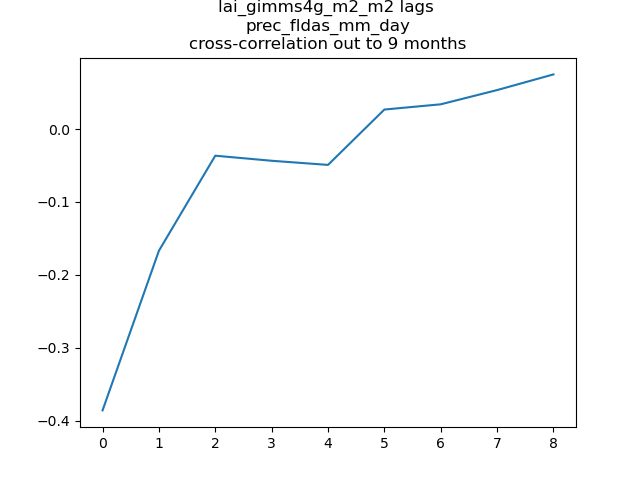 lai_gimms4g_m2_m2 lags
prec_fldas_mm_day
cross-correlation out to 9 months
0.0
−0.1
−0.2
−0.3
−0.4
0 1 2 3 4 5 6 7 8